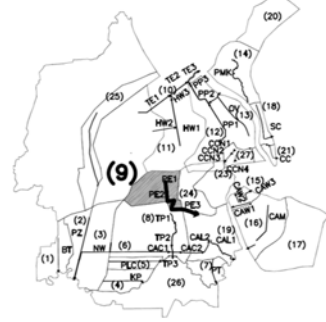 (20)
(14)
PMK
TE2 TE3
PP3
(10)
HW3
PP2
TE1
(25)
OV
(13)
(18)
HW2
HW1
PP1
SC
(12)
(11)
CCN1
CCN2
CCN3
(27)
(21)
CC
CCN4
(23)
(9)
PE1
PE2
(24)
(15)
CAW3
PE3
CAW1
(2)
(8)
TP1
(16)
CAM
PZ
(3)
(19)
BT
NW
(6)
TP2
CAL2
CAL1
CAC1
CAC2
(17)
(1)
PLC(5)
TP3
(7)
KP
PT
(4)
(26)